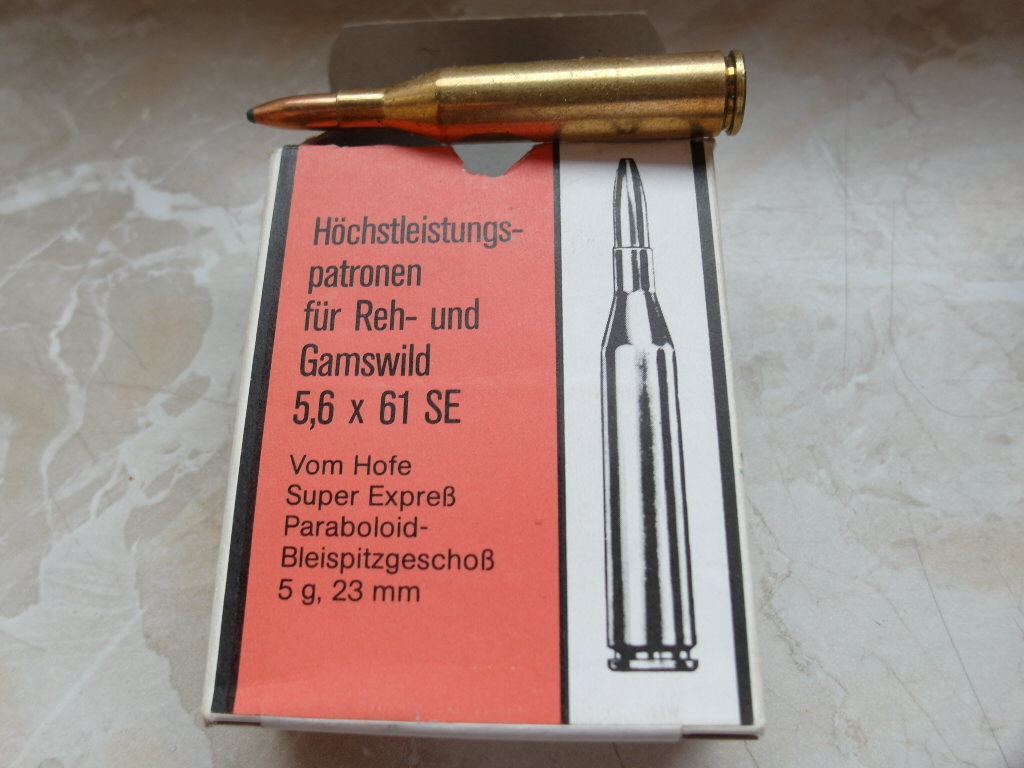 Höchstleistungs-
patronen
für Reh- und
Gamswild
5,6 x 61 SE
Vom Hofe
Super Expreß
Paraboloid-
Bleispitzgeschoß
5 g, 23 mm